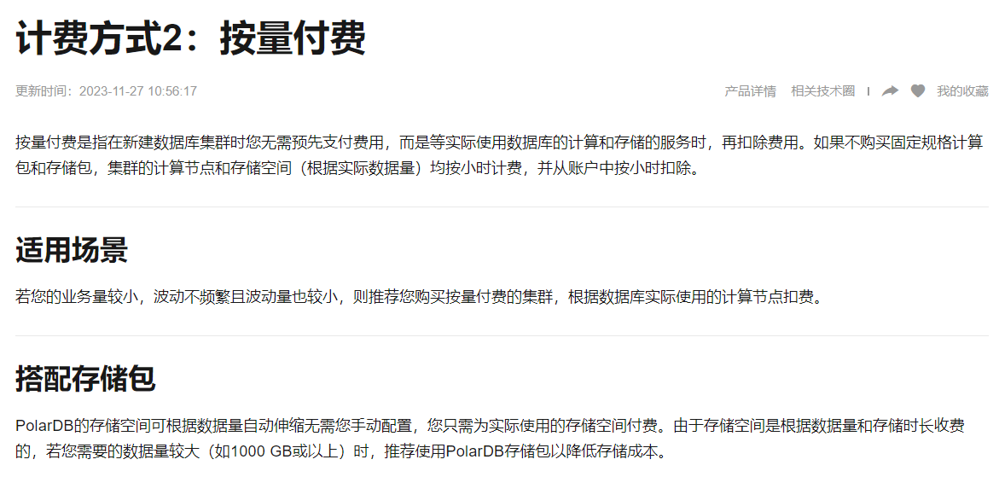 计费方式2：按量付费
更新时间：2023-11-27 10:56:17
产品详情 相关技术圈 我的收藏
按量付费是指在新建数据库集群时您无需预先支付费用，而是等实际使用数据库的计算和存储的服务时，再扣除费用。如果不购买固定规格计算
包和存储包，集群的计算节点和存储空间（根据实际数据量）均按小时计费，并从账户中按小时扣除。
适用场景
若您的业务量较小，波动不频繁且波动量也较小，则推荐您购买按量付费的集群，根据数据库实际使用的计算节点扣费。
搭配存储包
PolarDB的存储空间可根据数据量自动伸缩无需您手动配置，您只需为实际使用的存储空间付费。由于存储空间是根据数据量和存储时长收费
的，若您需要的数据量较大（如1000 GB或以上）时，推荐使用PolarDB存储包以降低存储成本。